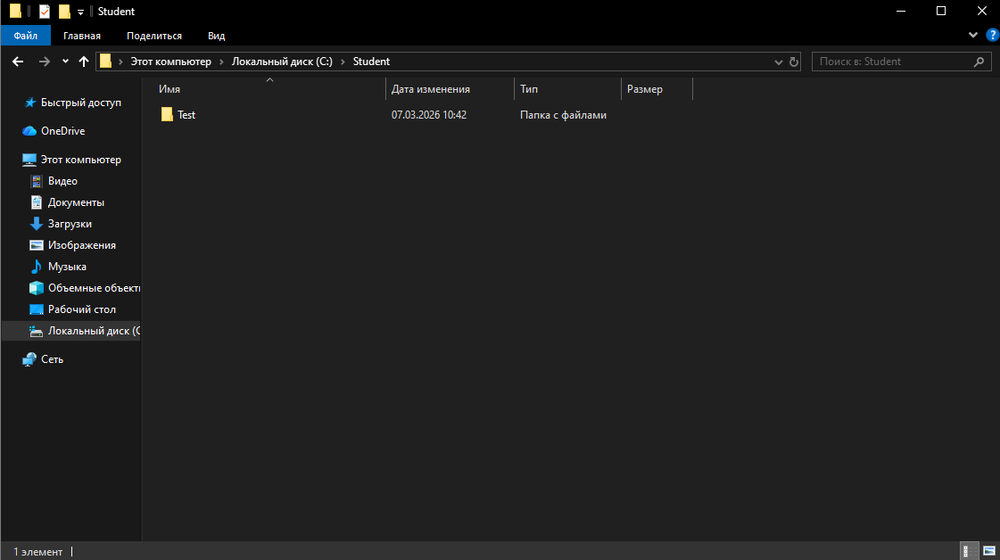 Student
Файл Главная Поделиться Вид
Этот компьютер Локальный диск (C:) Student Поиск в: Student
Имя Дата изменения Тип Размер
Test 07.03.2026 10:42 Папка с файлами
Быстрый доступ
OneDrive
Этот компьютер
Видео
Документы
Загрузки
Изображения
Музыка
Объемные объекты
Рабочий стол
Локальный диск (C
Сеть
1 элемент